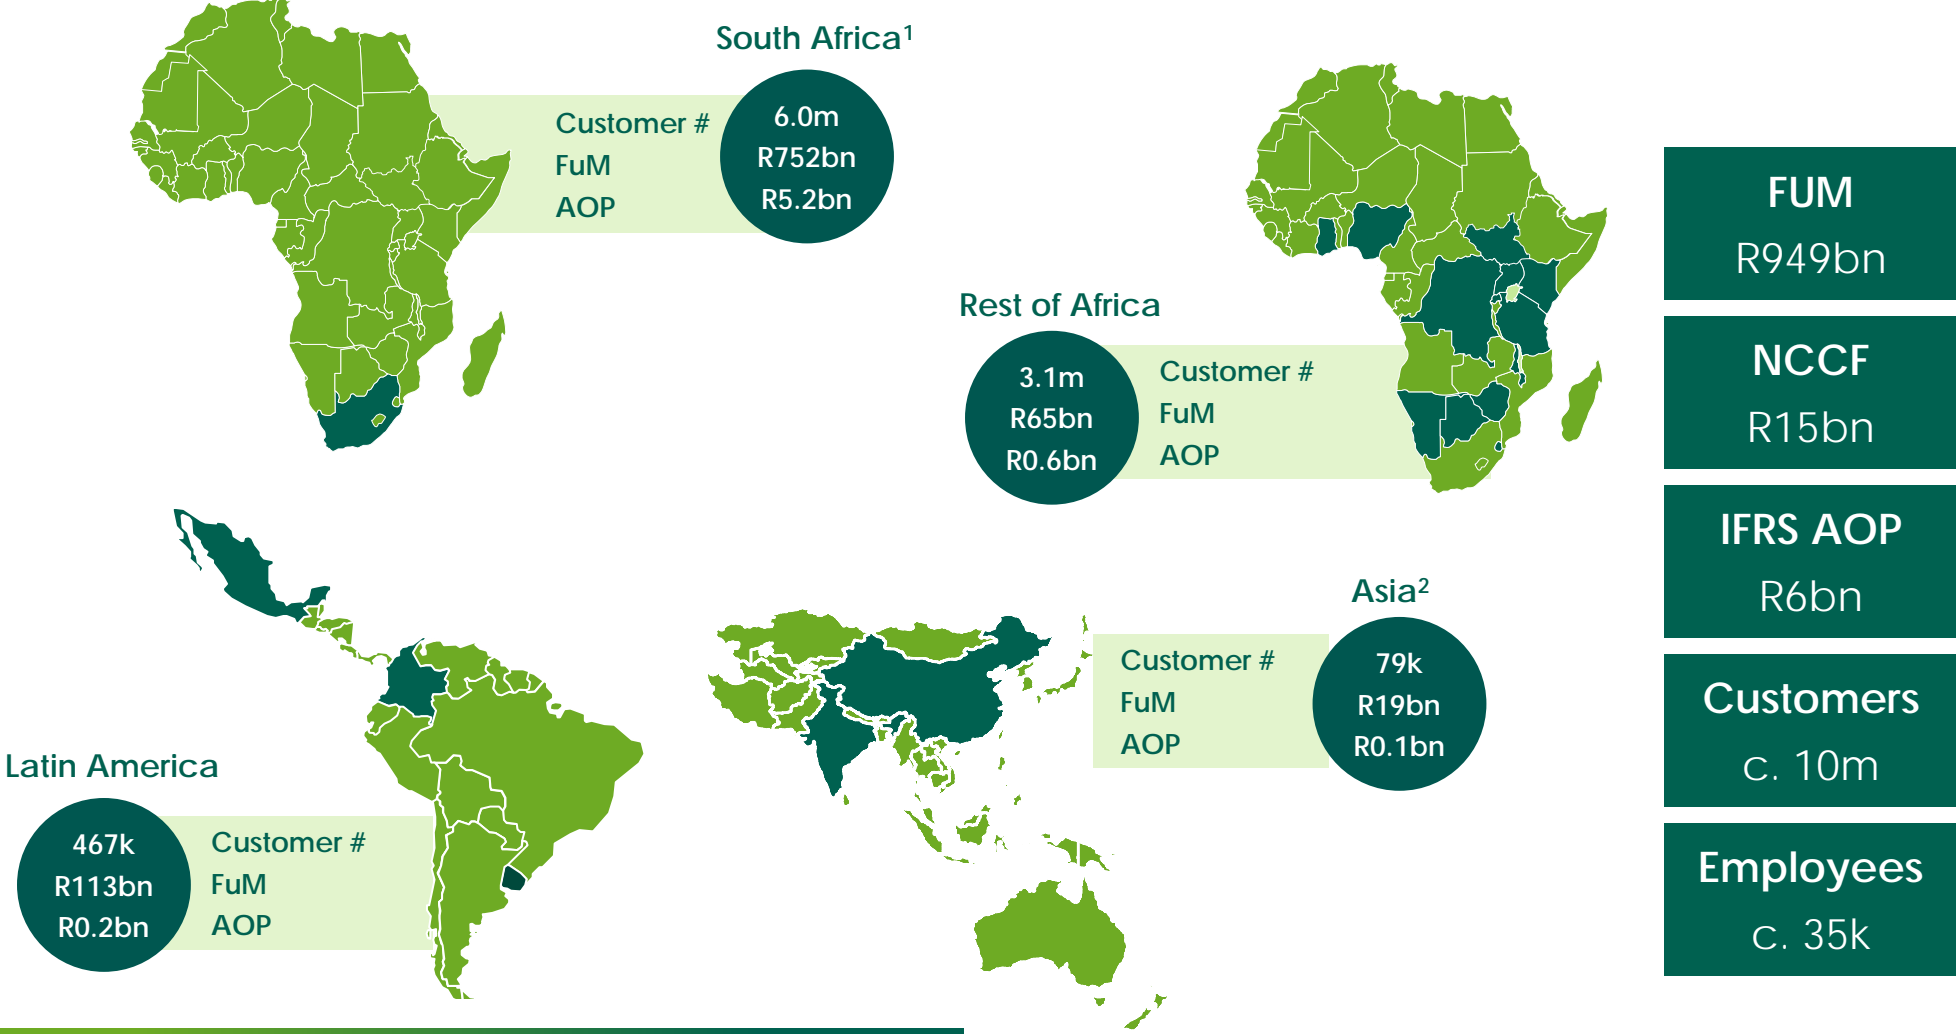 South Africa¹
Customer # 6.0m
FuM R752bn
AOP R5.2bn
Rest of Africa
3.1m Customer #
R65bn FuM
R0.6bn AOP
Latin America
467k Customer #
R113bn FuM
R0.2bn AOP
Asia²
Customer # 79k
FuM R19bn
AOP R0.1bn
FUM
R949bn
NCCF
R15bn
IFRS AOP
R6bn
Customers
c. 10m
Employees
c. 35k